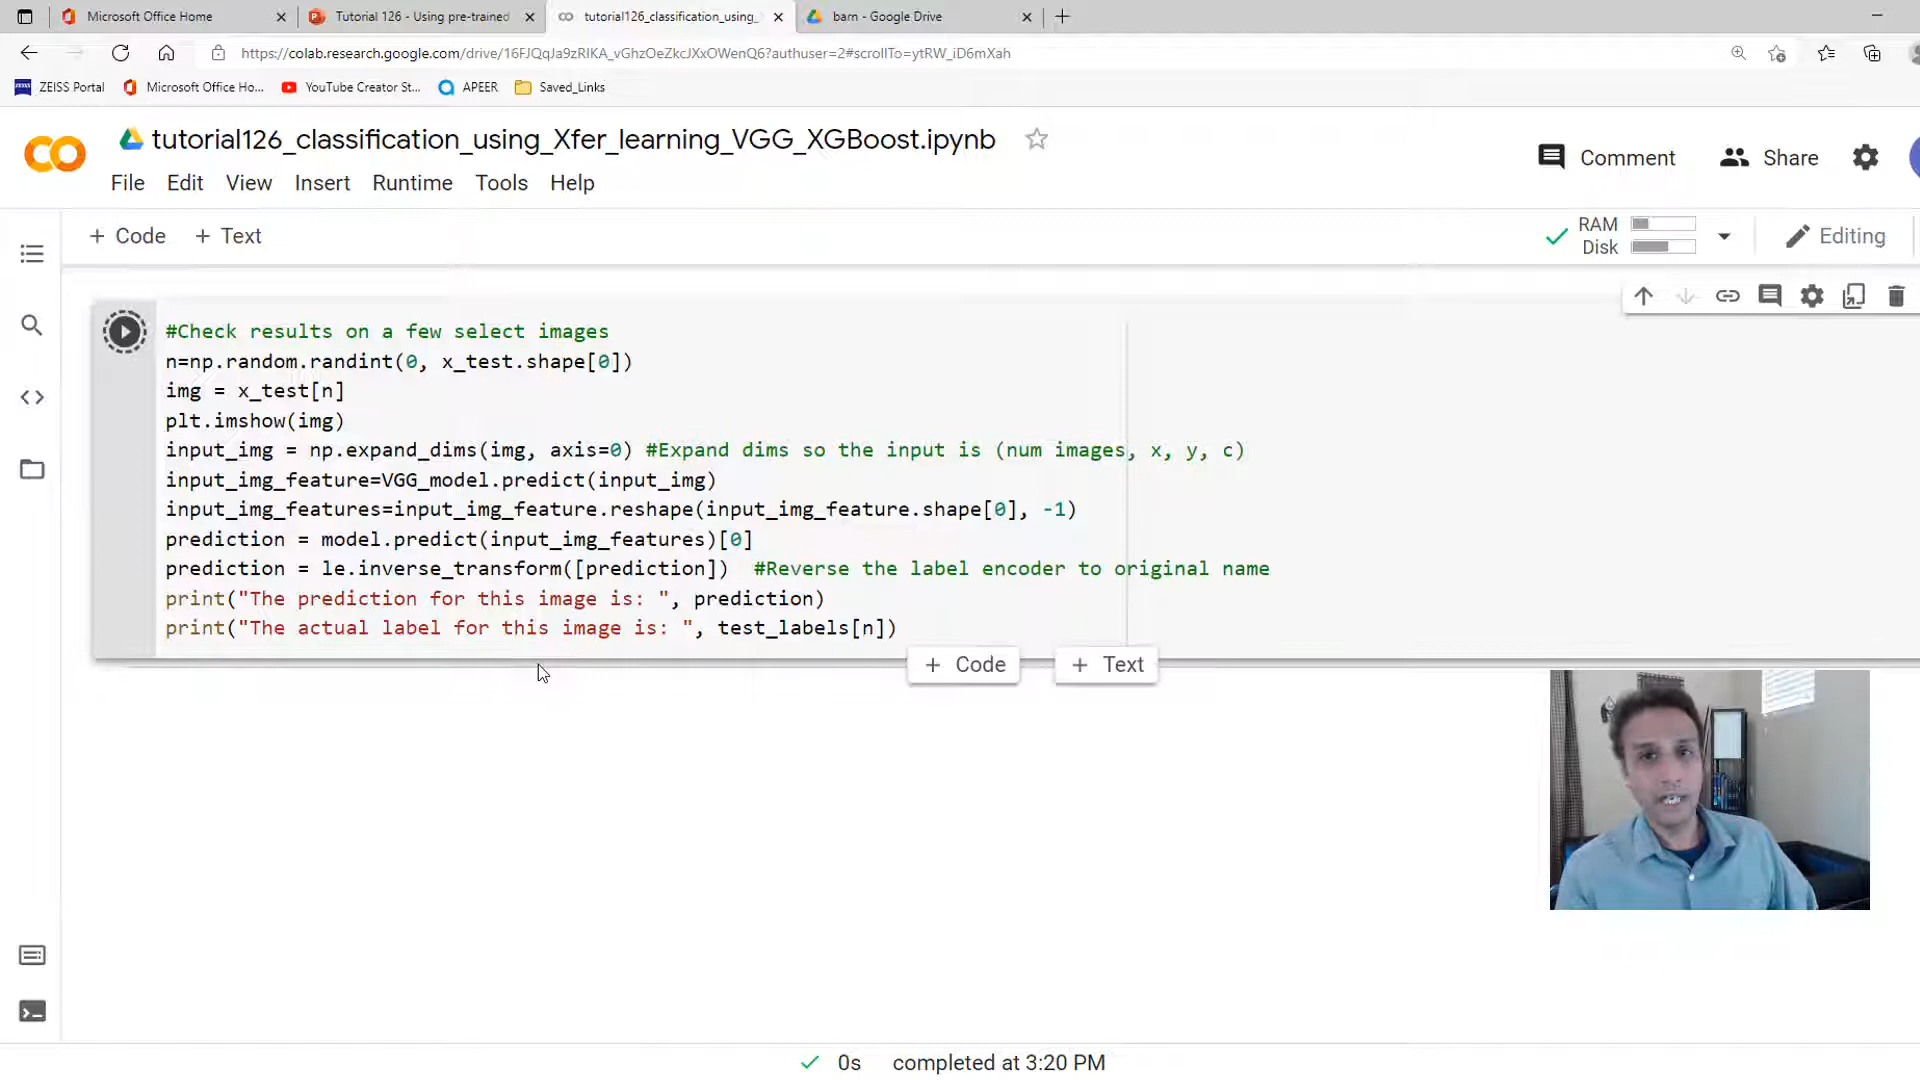 Microsoft Office Home
Tutorial 126 - Using pre-trained
tutorial126_classification_using_
barn - Google Drive
https://colab.research.google.com/drive/16FJQqJa9zRIKA_vGhzOeZkcJXxOWenQ6?authuser=2#scrollTo=ytRW_iD6mXah
ZEISS Portal
Microsoft Office Ho...
YouTube Creator St...
APEER
Saved_Links
tutorial126_classification_using_Xfer_learning_VGG_XGBoost.ipynb
Comment
Share
File Edit View Insert Runtime Tools Help
+ Code + Text
RAM
Disk
Editing
#Check results on a few select images
n=np.random.randint(0, x_test.shape[0])
img = x_test[n]
plt.imshow(img)
input_img = np.expand_dims(img, axis=0) #Expand dims so the input is (num images, x, y, c)
input_img_feature=VGG_model.predict(input_img)
input_img_features=input_img_feature.reshape(input_img_feature.shape[0], -1)
prediction = model.predict(input_img_features)[0]
prediction = le.inverse_transform([prediction])  #Reverse the label encoder to original name
print("The prediction for this image is: ", prediction)
print("The actual label for this image is: ", test_labels[n])
+ Code + Text
0s completed at 3:20 PM